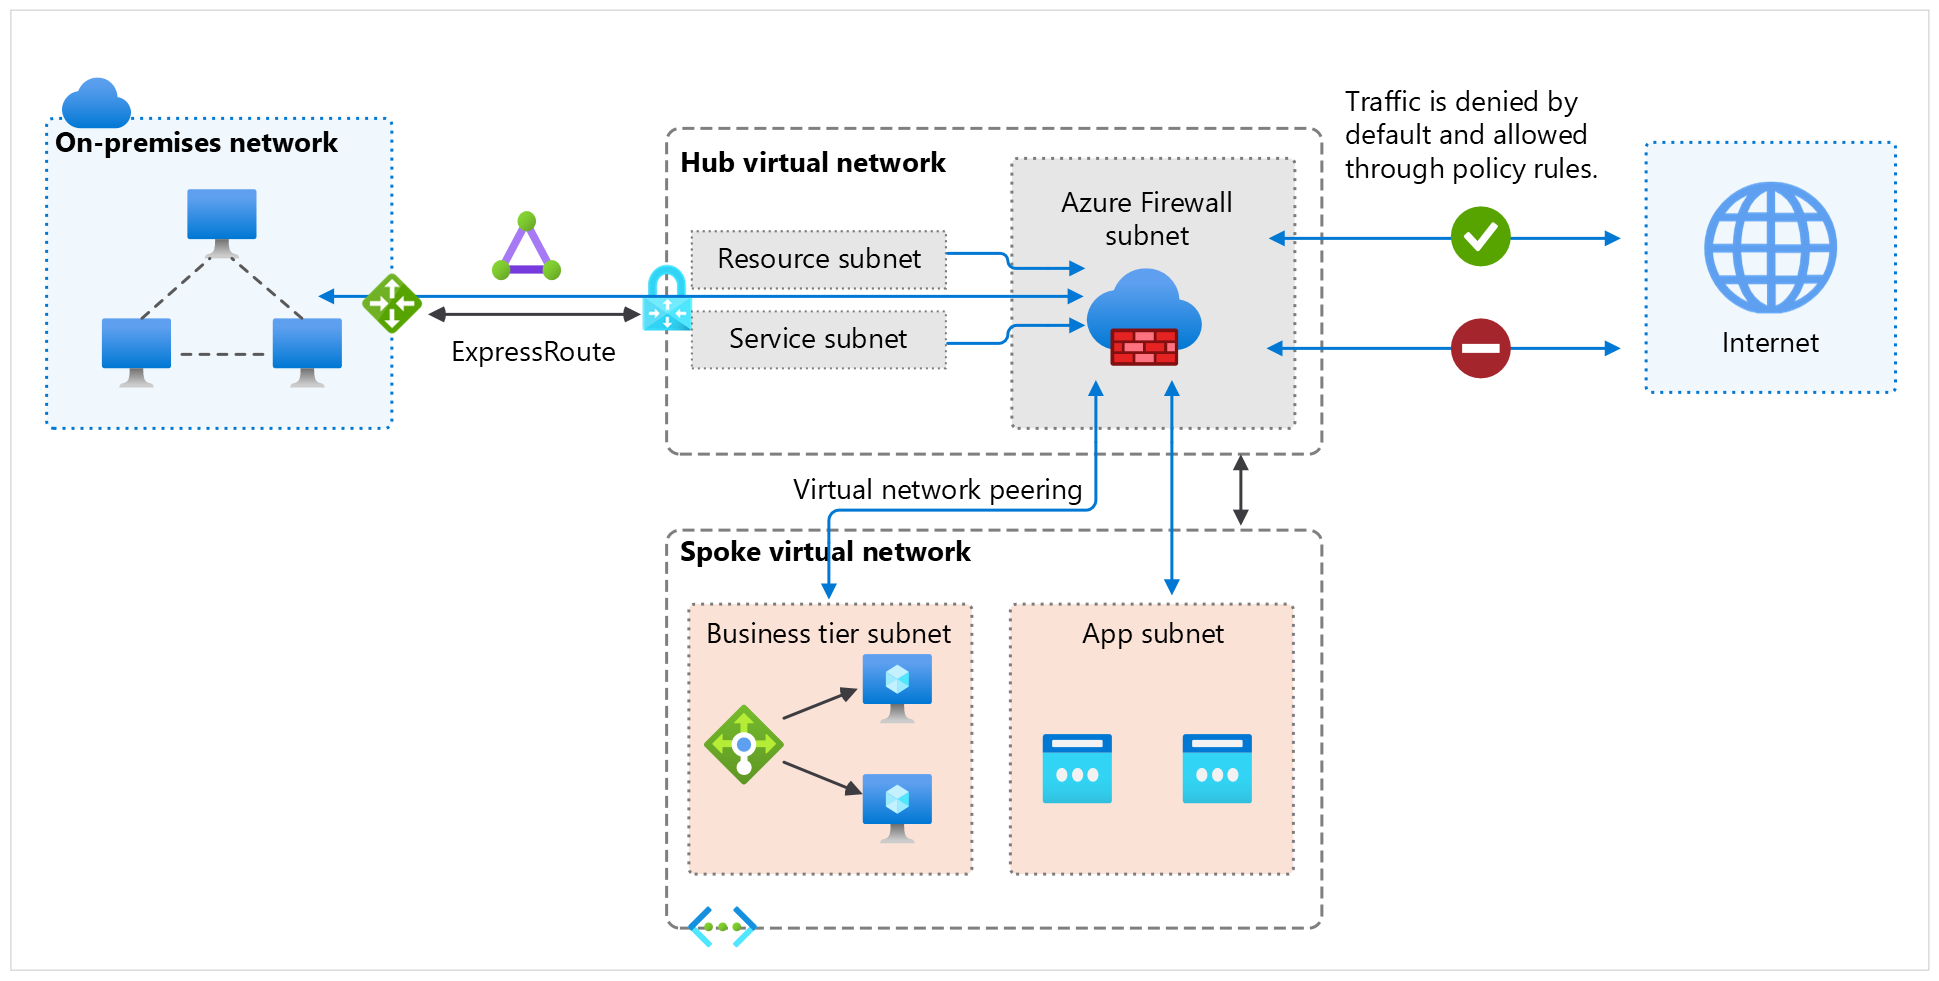 On-premises network
ExpressRoute
Hub virtual network
Resource subnet
Service subnet
Azure Firewall
subnet
Traffic is denied by
default and allowed
through policy rules.
Internet
Virtual network peering
Spoke virtual network
Business tier subnet
App subnet